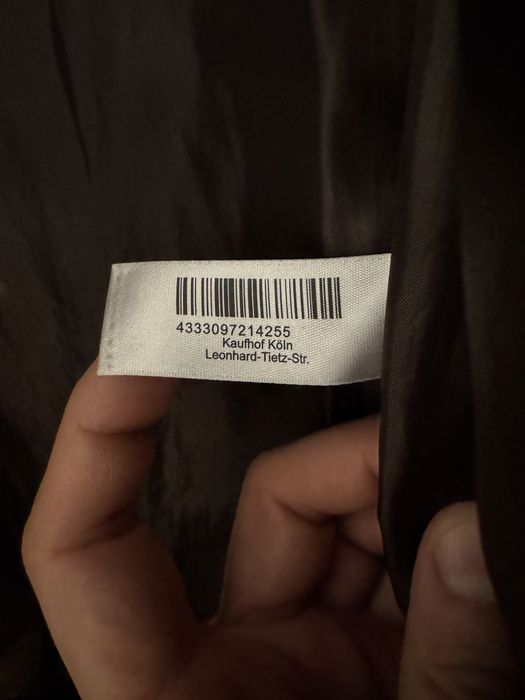 4333097214255
Kaufhof Köln
Leonhard-Tietz-Str.